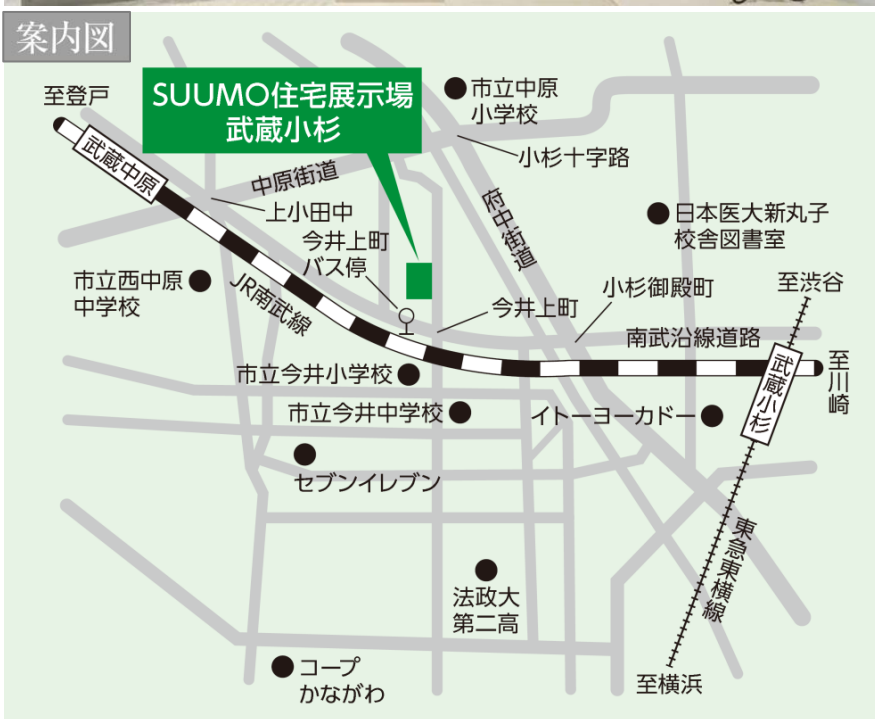 案内図
至登戸
SUUMO住宅展示場
武蔵小杉
市立中原
小学校
武蔵中原
中原街道
小杉十字路
上小田中
府中街道
日本医大新丸子
校舎図書室
今井上町
バス停
市立西中原
中学校
JR南武線
今井上町
小杉御殿町
至渋谷
南武沿線道路
武蔵小杉
至川崎
市立今井小学校
市立今井中学校
イトーヨーカドー
セブンイレブン
東急東横線
法政大
第二高
コープ
かながわ
至横浜